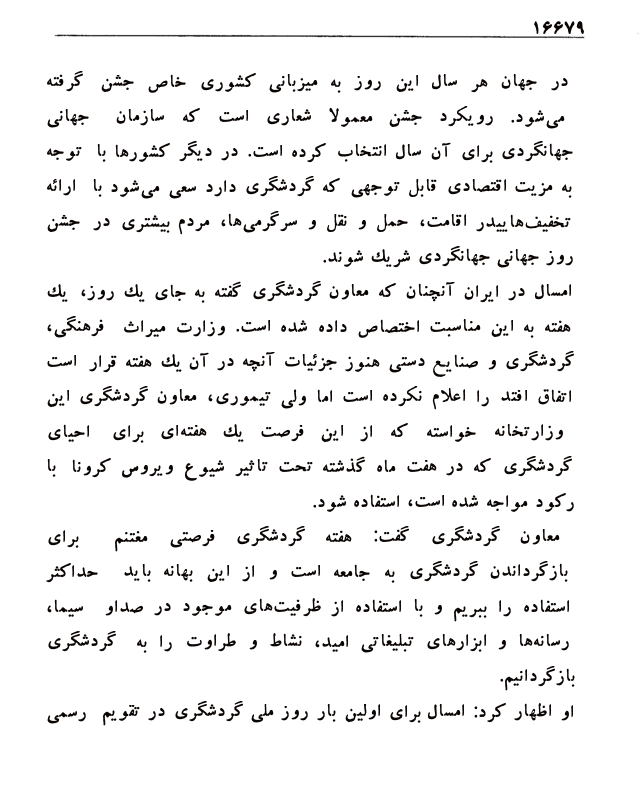 ۱۶۶۷۹
در جهان هر سال این روز به میزبانی کشوری خاص جشن گرفته
می‌شود. رویکرد جشن معمولا شعاری است که سازمان جهانی
جهانگردی برای آن سال انتخاب کرده است. در دیگر کشورها با توجه
به مزیت اقتصادی قابل توجهی که گردشگری دارد سعی می‌شود با ارائه
تخفیف‌هاییدر اقامت، حمل و نقل و سرگرمی‌ها، مردم بیشتری در جشن
روز جهانی جهانگردی شریك شوند.
امسال در ایران آنچنان که معاون گردشگری گفته به جای یك روز، یك
هفته به این مناسبت اختصاص داده شده است. وزارت میراث فرهنگی،
گردشگری و صنایع دستی هنوز جزئیات آنچه در آن یك هفته قرار است
اتفاق افتد را اعلام نکرده است اما ولی تیموری، معاون گردشگری این
وزارتخانه خواسته که از این فرصت یك هفته‌ای برای احیای
گردشگری که در هفت ماه گذشته تحت تاثیر شیوع ویروس کرونا با
رکود مواجه شده است، استفاده شود.
معاون گردشگری گفت: هفته گردشگری فرصتی مغتنم برای
بازگرداندن گردشگری به جامعه است و از این بهانه باید حداکثر
استفاده را ببریم و با استفاده از ظرفیت‌های موجود در صداو سیما،
رسانه‌ها و ابزارهای تبلیغاتی امید، نشاط و طراوت را به گردشگری
بازگردانیم.
او اظهار کرد: امسال برای اولین بار روز ملی گردشگری در تقویم رسمی